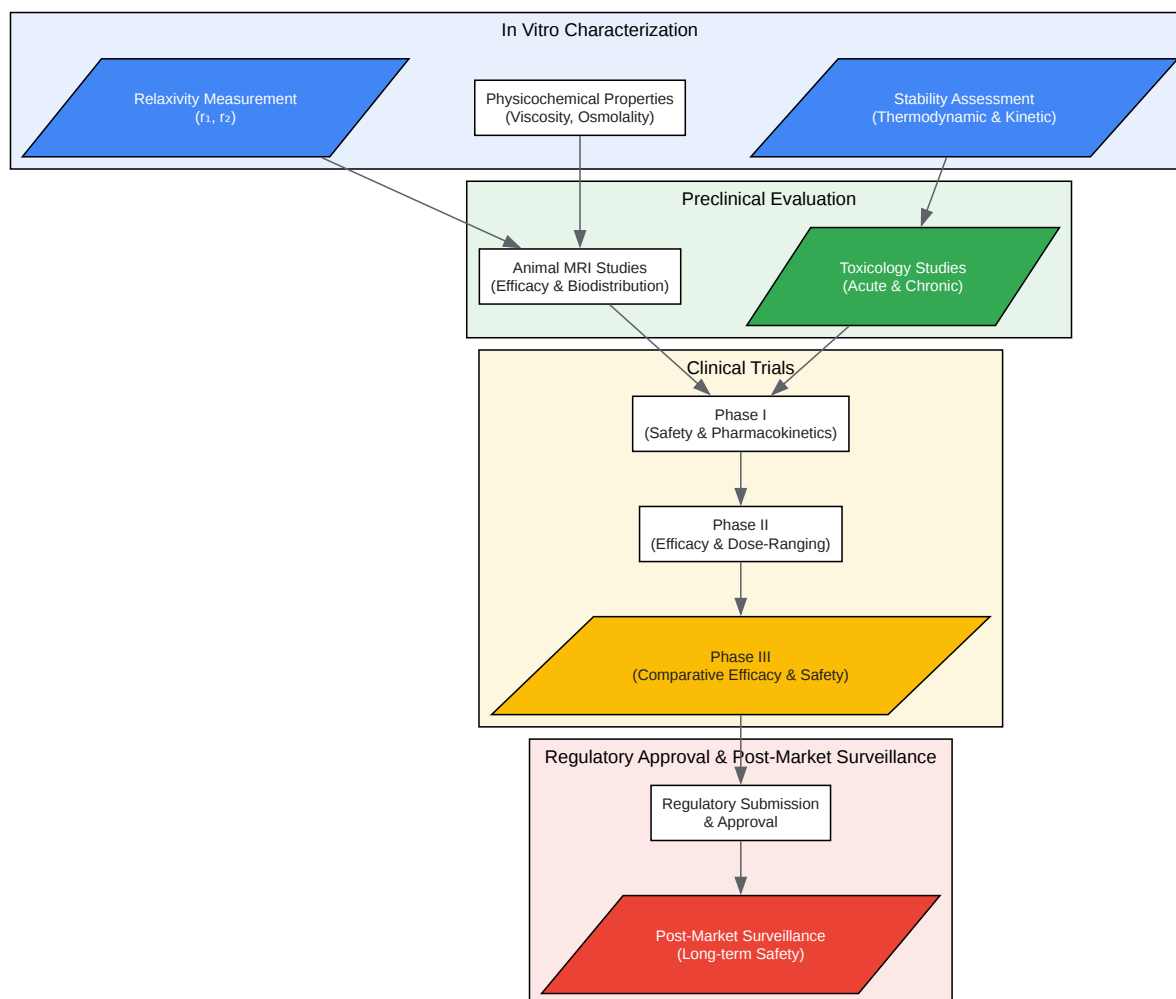 In Vitro Characterization
Relaxivity Measurement
(r₁, r₂)
Physicochemical Properties
(Viscosity, Osmolality)
Stability Assessment
(Thermodynamic & Kinetic)
Preclinical Evaluation
Animal MRI Studies
(Efficacy & Biodistribution)
Toxicology Studies
(Acute & Chronic)
Clinical Trials
Phase I
(Safety & Pharmacokinetics)
Phase II
(Efficacy & Dose-Ranging)
Phase III
(Comparative Efficacy & Safety)
Regulatory Approval & Post-Market Surveillance
Regulatory Submission
& Approval
Post-Market Surveillance
(Long-term Safety)